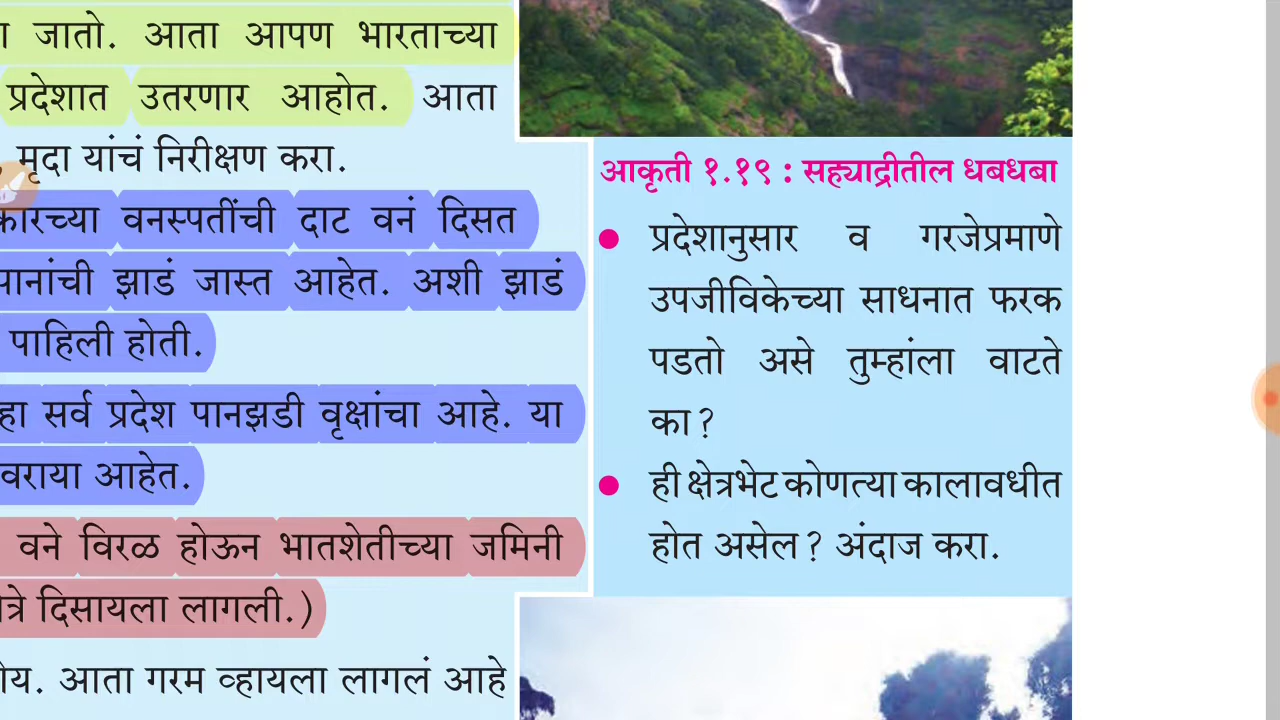 जातो. आता आपण भारताच्या
प्रदेशात उतरणार आहोत. आता
मृदा यांचं निरीक्षण करा.
वनस्पतींची दाट वनं दिसत
झाडं जास्त आहेत. अशी झाडं
पाहिली होती.
सर्व प्रदेश पानझडी वृक्षांचा आहे. या
आहेत.
वने विरळ होऊन भातशेतीच्या जमिनी
दिसायला लागली.)
आता गरम व्हायला लागलं आहे
आकृती १.१९ : सह्याद्रीतील धबधबा
● प्रदेशानुसार व गरजेप्रमाणे
उपजीविकेच्या साधनात फरक
पडतो असे तुम्हांला वाटते
का ?
● ही क्षेत्रभेट कोणत्या कालावधीत
होत असेल ? अंदाज करा.